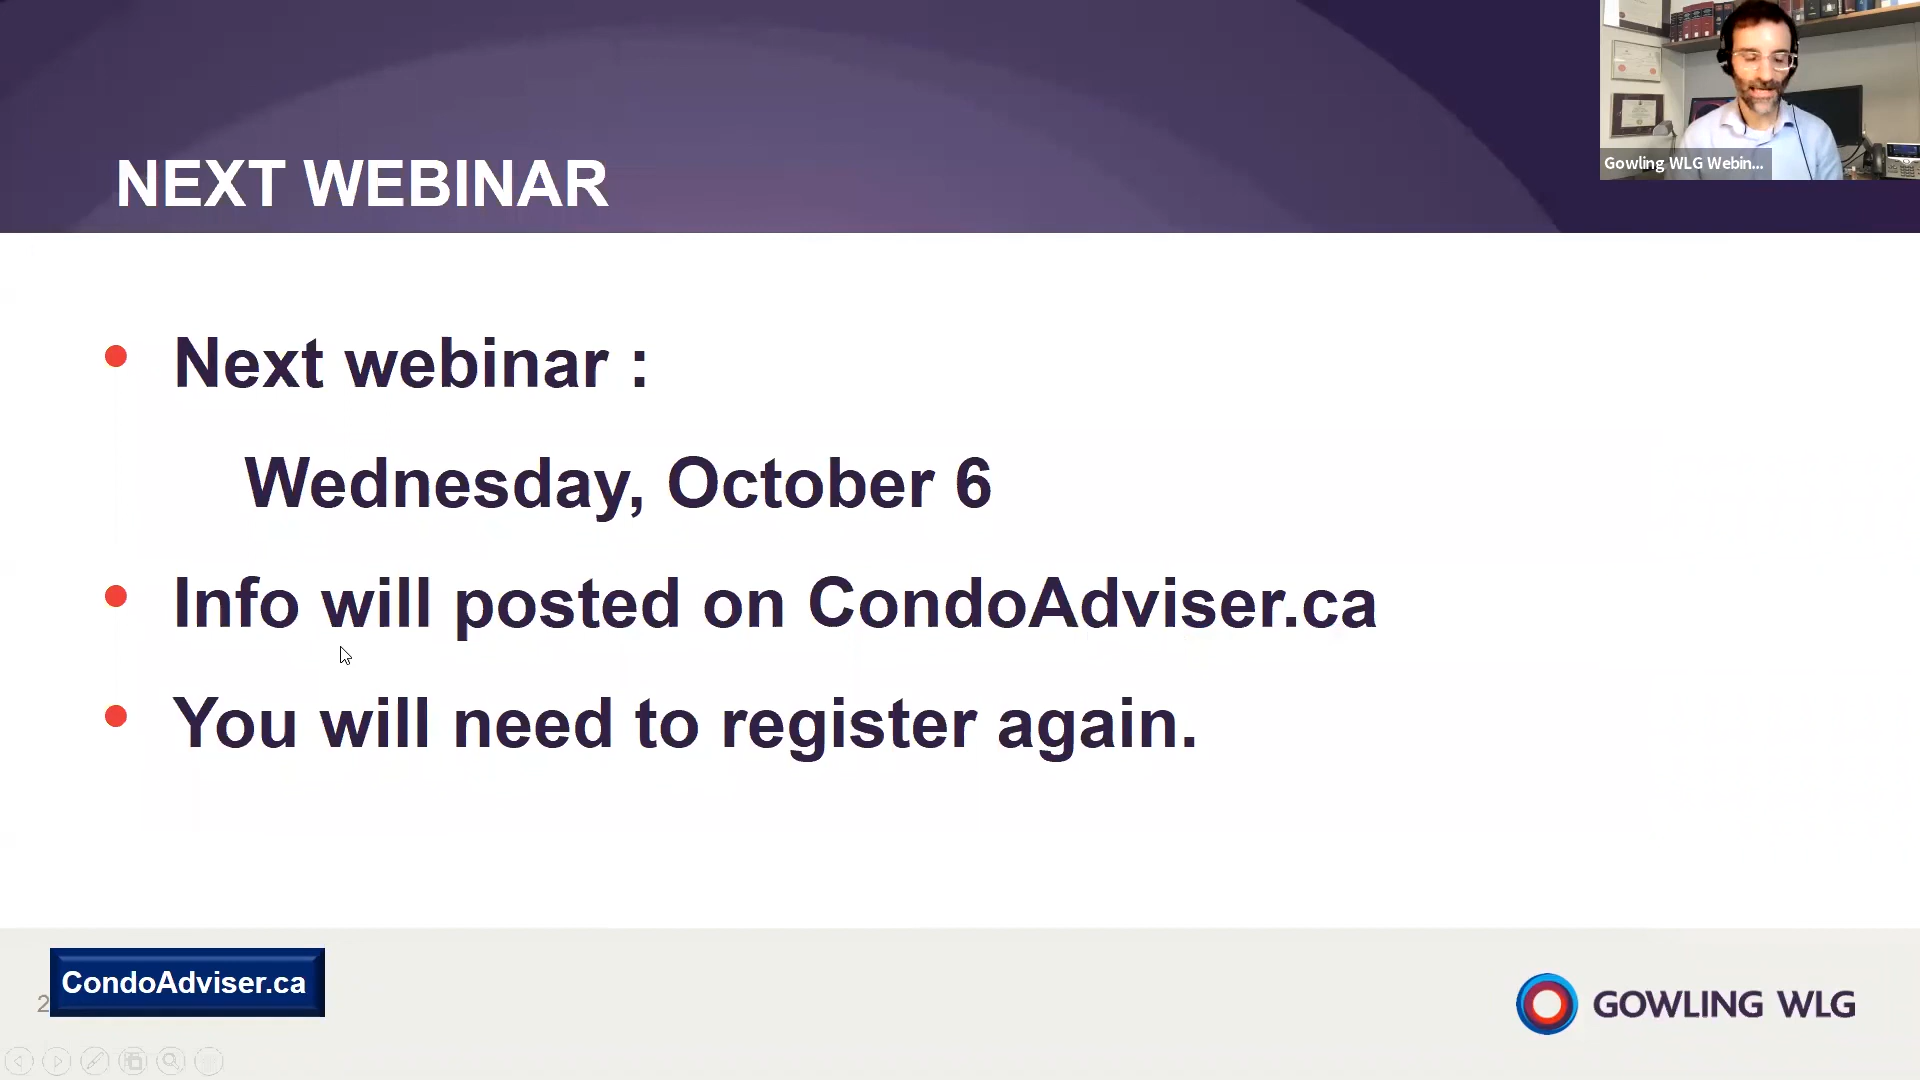 Gowling WLG Webin...
NEXT WEBINAR
Next webinar :
Wednesday, October 6
Info will posted on CondoAdviser.ca
You will need to register again.
CondoAdviser.ca
2
GOWLING WLG